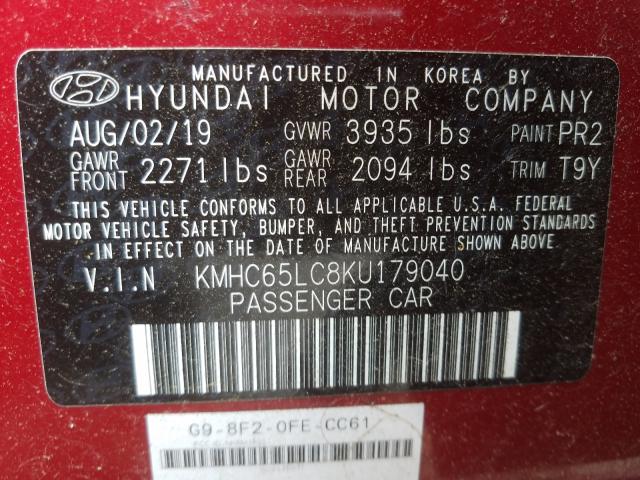 MANUFACTURED IN KOREA BY
HYUNDAI MOTOR COMPANY
AUG/02/19 GVWR 3935 lbs PAINT PR2
GAWR FRONT 2271 lbs GAWR REAR 2094 lbs TRIM T9Y
THIS VEHICLE CONFORMS TO ALL APPLICABLE U.S.A. FEDERAL
MOTOR VEHICLE SAFETY, BUMPER, AND THEFT PREVENTION STANDARDS
IN EFFECT ON THE DATE OF MANUFACTURE SHOWN ABOVE
V.I.N KMHC65LC8KU179040
PASSENGER CAR
G9-8F2-0FE-CC61